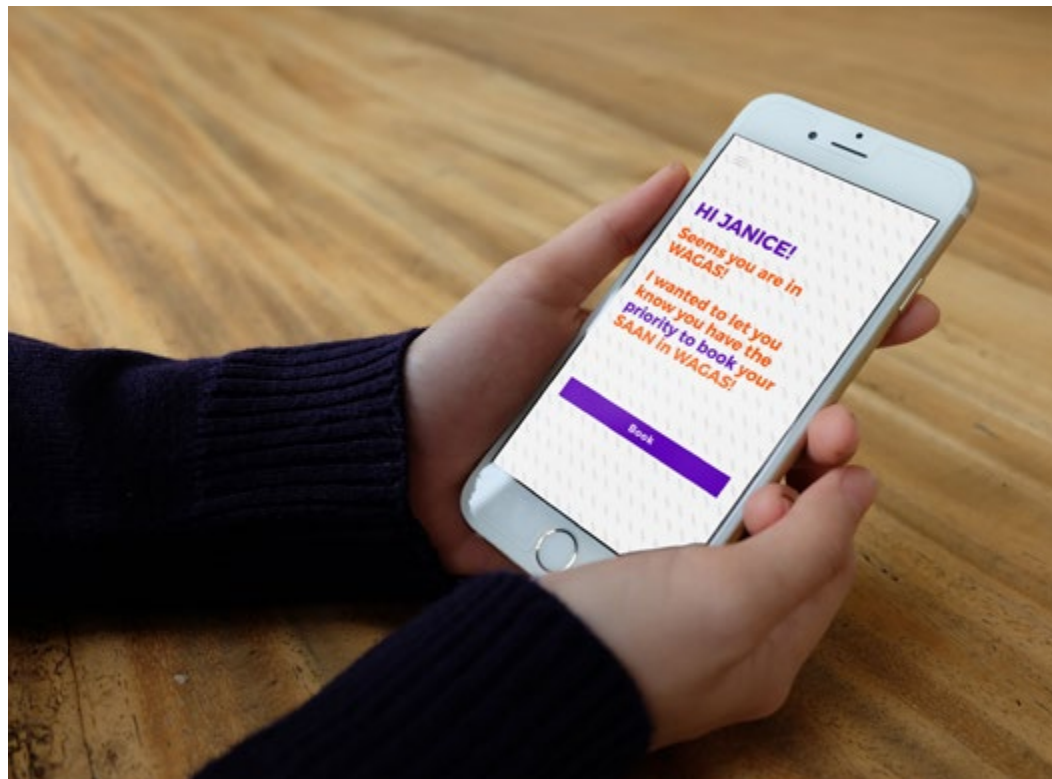 HI JANICE!
Seems you are in
WAGAS!
I wanted to let you
know you have the
priority to book your
SAAN in WAGAS!
Book